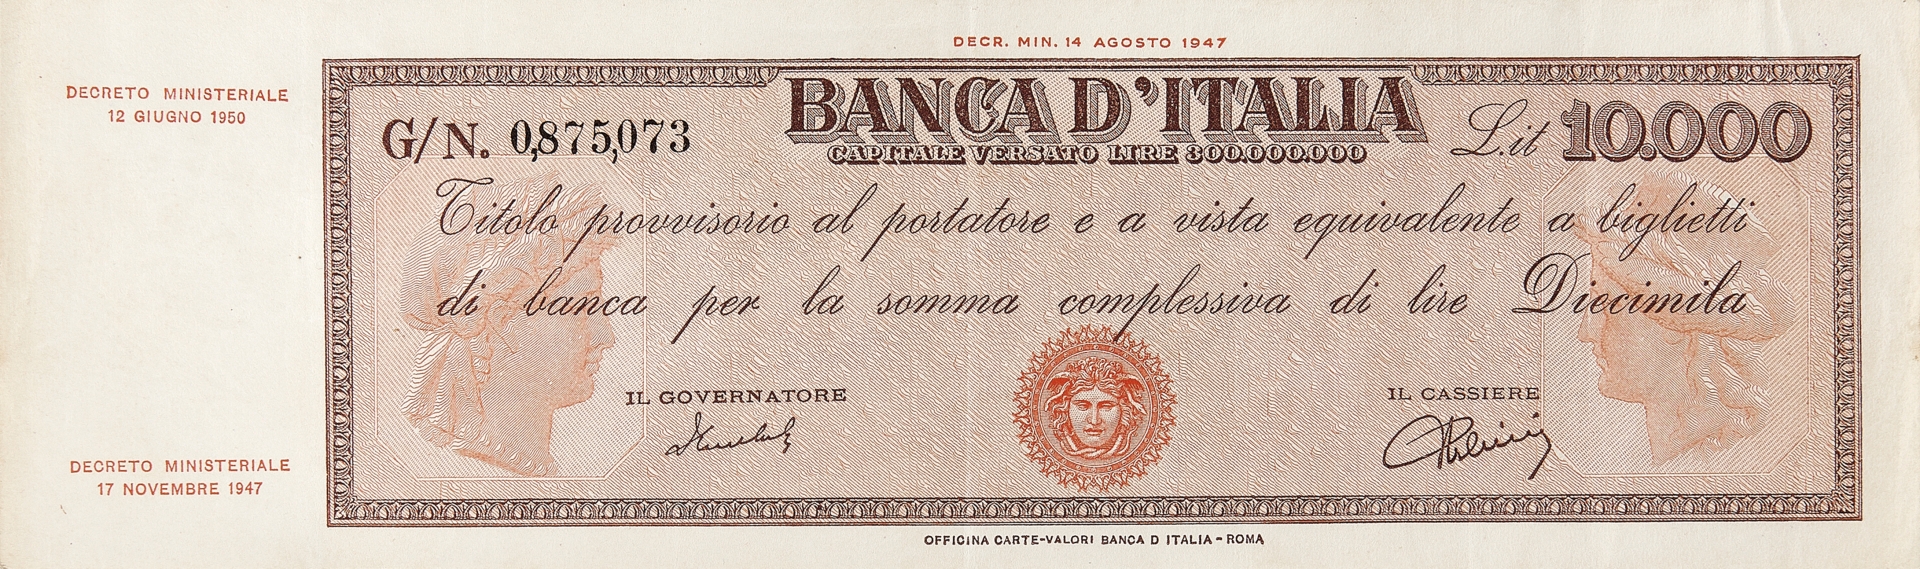 DECR. MIN. 14 AGOSTO 1947
DECRETO MINISTERIALE
12 GIUGNO 1950
BANCA D'ITALIA
CAPITALE VERSATO LIRE 300.000.000
G/N. 0,875,073
L.it 10.000
Titolo provvisorio al portatore e a vista equivalente a biglietti
di banca per la somma complessiva di lire Diecimila
IL GOVERNATORE
IL CASSIERE
DECRETO MINISTERIALE
17 NOVEMBRE 1947
OFFICINA CARTE-VALORI BANCA D ITALIA - ROMA